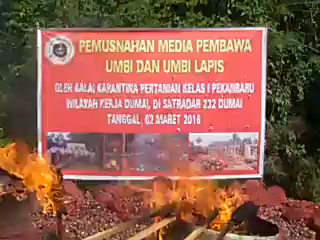 PEMUSNAHAN MEDIA PEMBAWA
UMBI DAN UMBI LAPIS
OLEH BALAI KARANTINA PERTANIAN KELAS I PEKANBARU
WILAYAH KERJA DUMAI, DI SATRADAR 232 DUMAI
TANGGAL, 02 MARET 2016